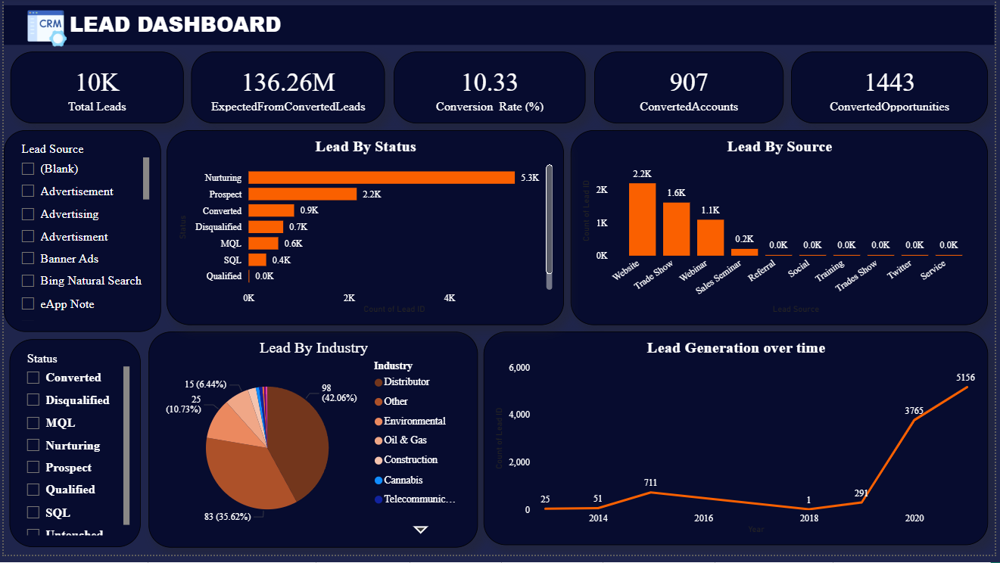 CRM
LEAD DASHBOARD
10K
Total Leads
136.26M
ExpectedFromConvertedLeads
10.33
Conversion Rate (%)
907
ConvertedAccounts
1443
ConvertedOpportunities
Lead Source
(Blank)
Advertisement
Advertising
Advertisment
Banner Ads
Bing Natural Search
eApp Note
Lead By Status
Status
Nurturing 5.3K
Prospect 2.2K
Converted 0.9K
Disqualified 0.7K
MQL 0.6K
SQL 0.4K
Qualified 0.0K
0K 2K 4K
Count of Lead ID
Lead By Source
Count of Lead ID
2K
1K
0K
2.2K 1.6K 1.1K 0.2K 0.0K 0.0K 0.0K 0.0K 0.0K 0.0K
Website Trade Show Webinar Sales Seminar Referral Social Training Trades Show Twitter Service
Lead Source
Status
Converted
Disqualified
MQL
Nurturing
Prospect
Qualified
SQL
Untouched
Lead By Industry
98
(42.06%)
83 (35.62%)
25
(10.73%)
15 (6.44%)
Industry
Distributor
Other
Environmental
Oil & Gas
Construction
Cannabis
Telecommunic…
Lead Generation over time
Count of Lead ID
6,000
4,000
2,000
0
25 51 711 1 291 3765 5156
2014 2016 2018 2020
Year